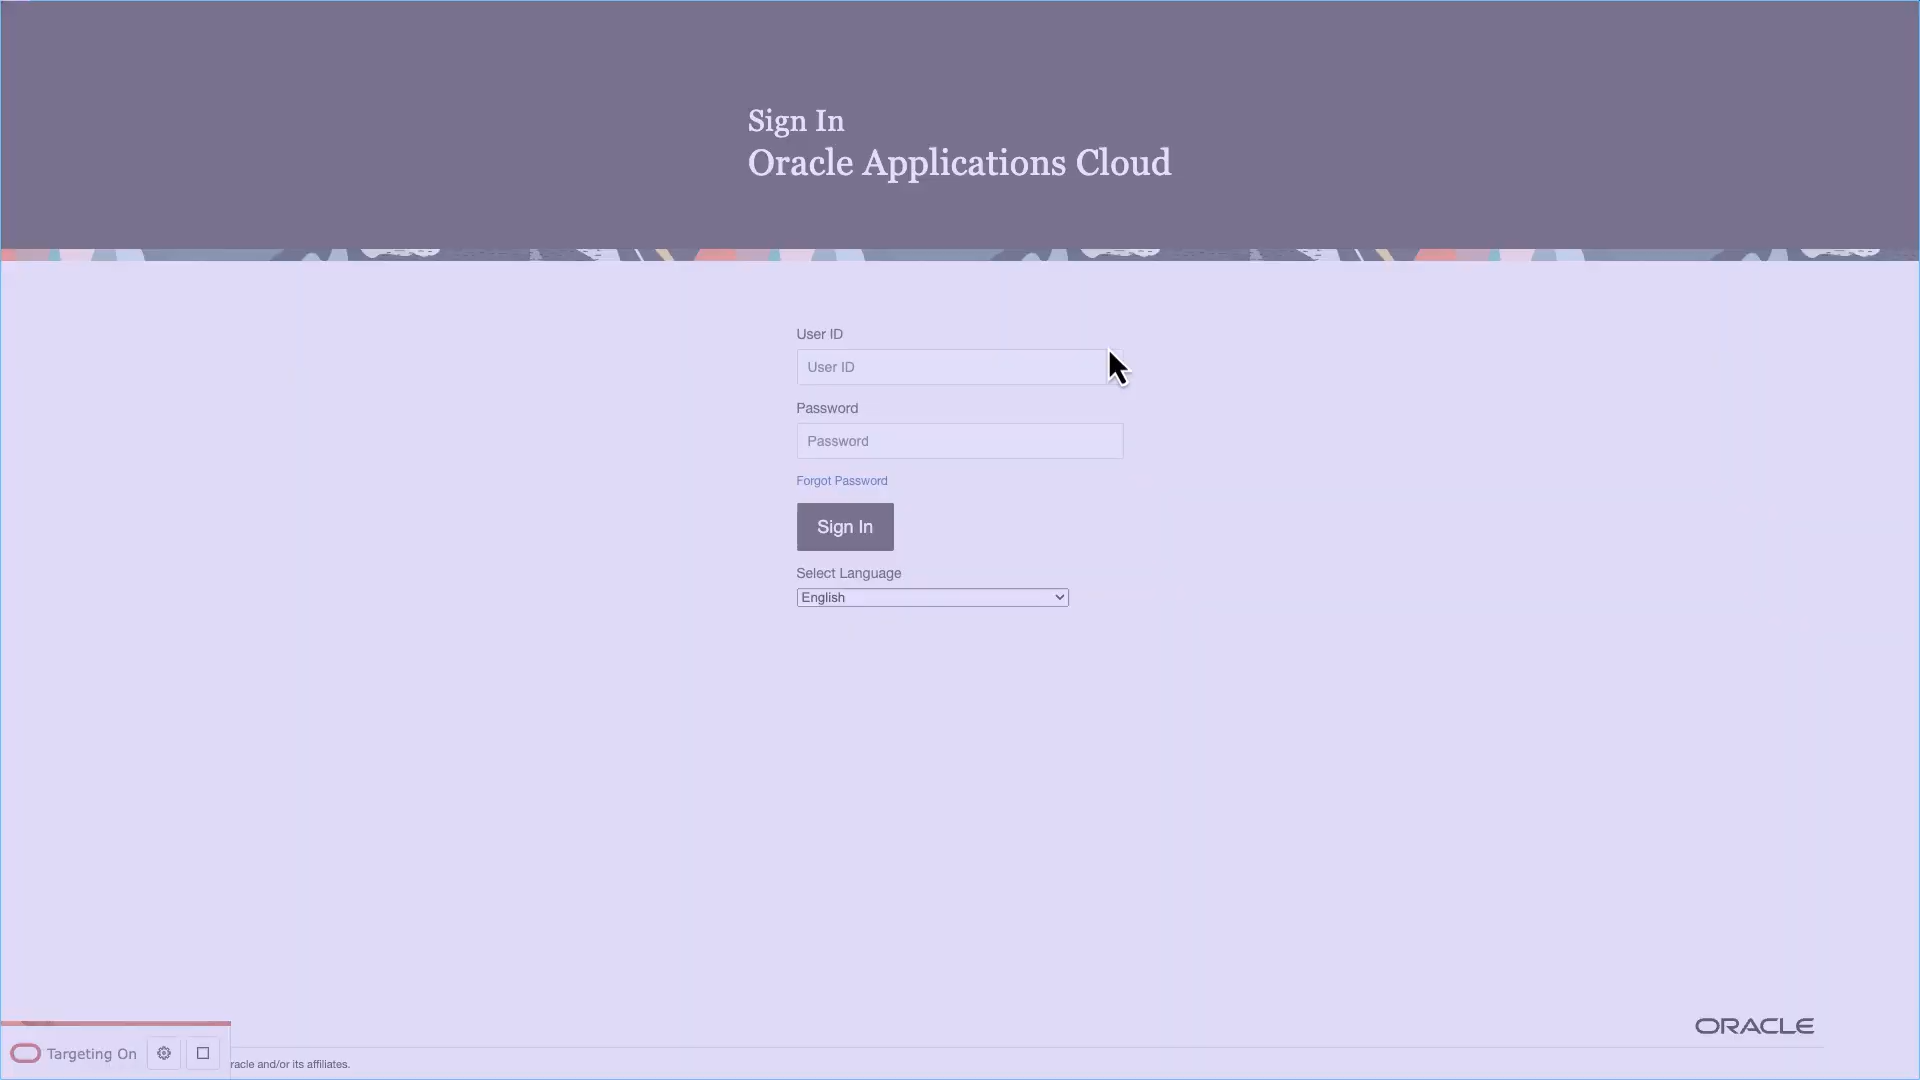 Sign In
Oracle Applications Cloud
User ID
User ID
Password
Password
Forgot Password
Sign In
Select Language
English
ORACLE
Targeting On
racle and/or its affiliates.